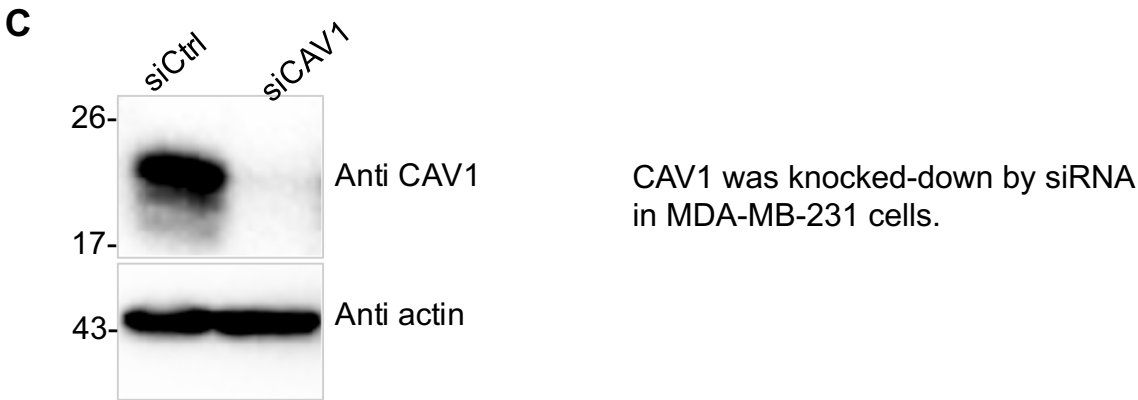 C
siCtrl siCAV1
26-
Anti CAV1
17-
43-
Anti actin
CAV1 was knocked-down by siRNA
in MDA-MB-231 cells.